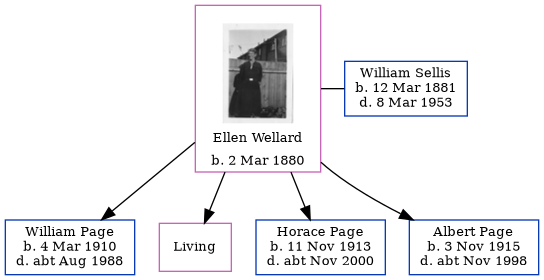 Ellen Wellard
b. 2 Mar 1880
William Sellis
b. 12 Mar 1881
d. 8 Mar 1953
William Page
b. 4 Mar 1910
d. abt Aug 1988
Living
Horace Page
b. 11 Nov 1913
d. abt Nov 2000
Albert Page
b. 3 Nov 1915
d. abt Nov 1998